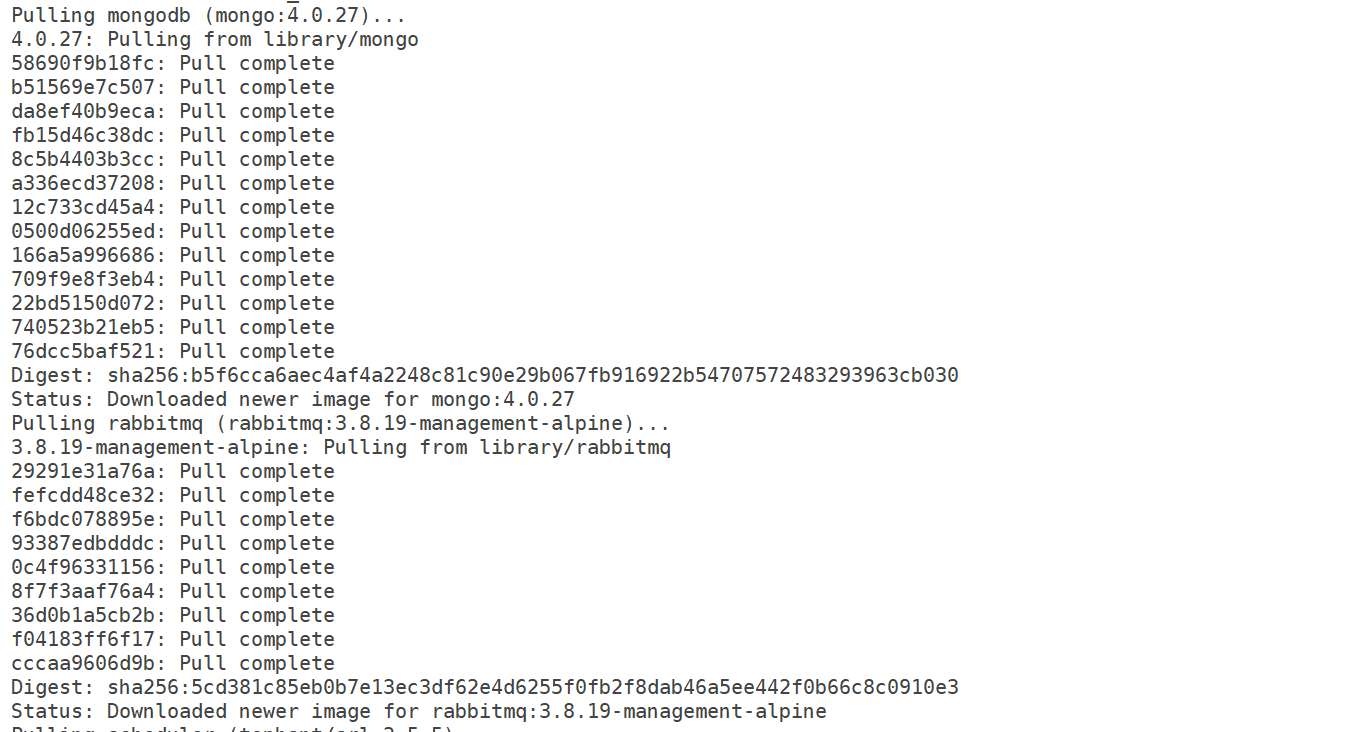 Pulling mongodb (mongo:4.0.27)...
4.0.27: Pulling from library/mongo
58690f9b18fc: Pull complete
b51569e7c507: Pull complete
da8ef40b9eca: Pull complete
fb15d46c38dc: Pull complete
8c5b4403b3cc: Pull complete
a336ecd37208: Pull complete
12c733cd45a4: Pull complete
0500d06255ed: Pull complete
166a5a996686: Pull complete
709f9e8f3eb4: Pull complete
22bd5150d072: Pull complete
740523b21eb5: Pull complete
76dcc5baf521: Pull complete
Digest: sha256:b5f6cca6aec4af4a2248c81c90e29b067fb916922b54707572483293963cb030
Status: Downloaded newer image for mongo:4.0.27
Pulling rabbitmq (rabbitmq:3.8.19-management-alpine)...
3.8.19-management-alpine: Pulling from library/rabbitmq
29291e31a76a: Pull complete
fefcdd48ce32: Pull complete
f6bdc078895e: Pull complete
93387edbdddc: Pull complete
0c4f96331156: Pull complete
8f7f3aaf76a4: Pull complete
36d0b1a5cb2b: Pull complete
f04183ff6f17: Pull complete
cccaa9606d9b: Pull complete
Digest: sha256:5cd381c85eb0b7e13ec3df62e4d6255f0fb2f8dab46a5ee442f0b66c8c0910e3
Status: Downloaded newer image for rabbitmq:3.8.19-management-alpine
Pulling scheduler